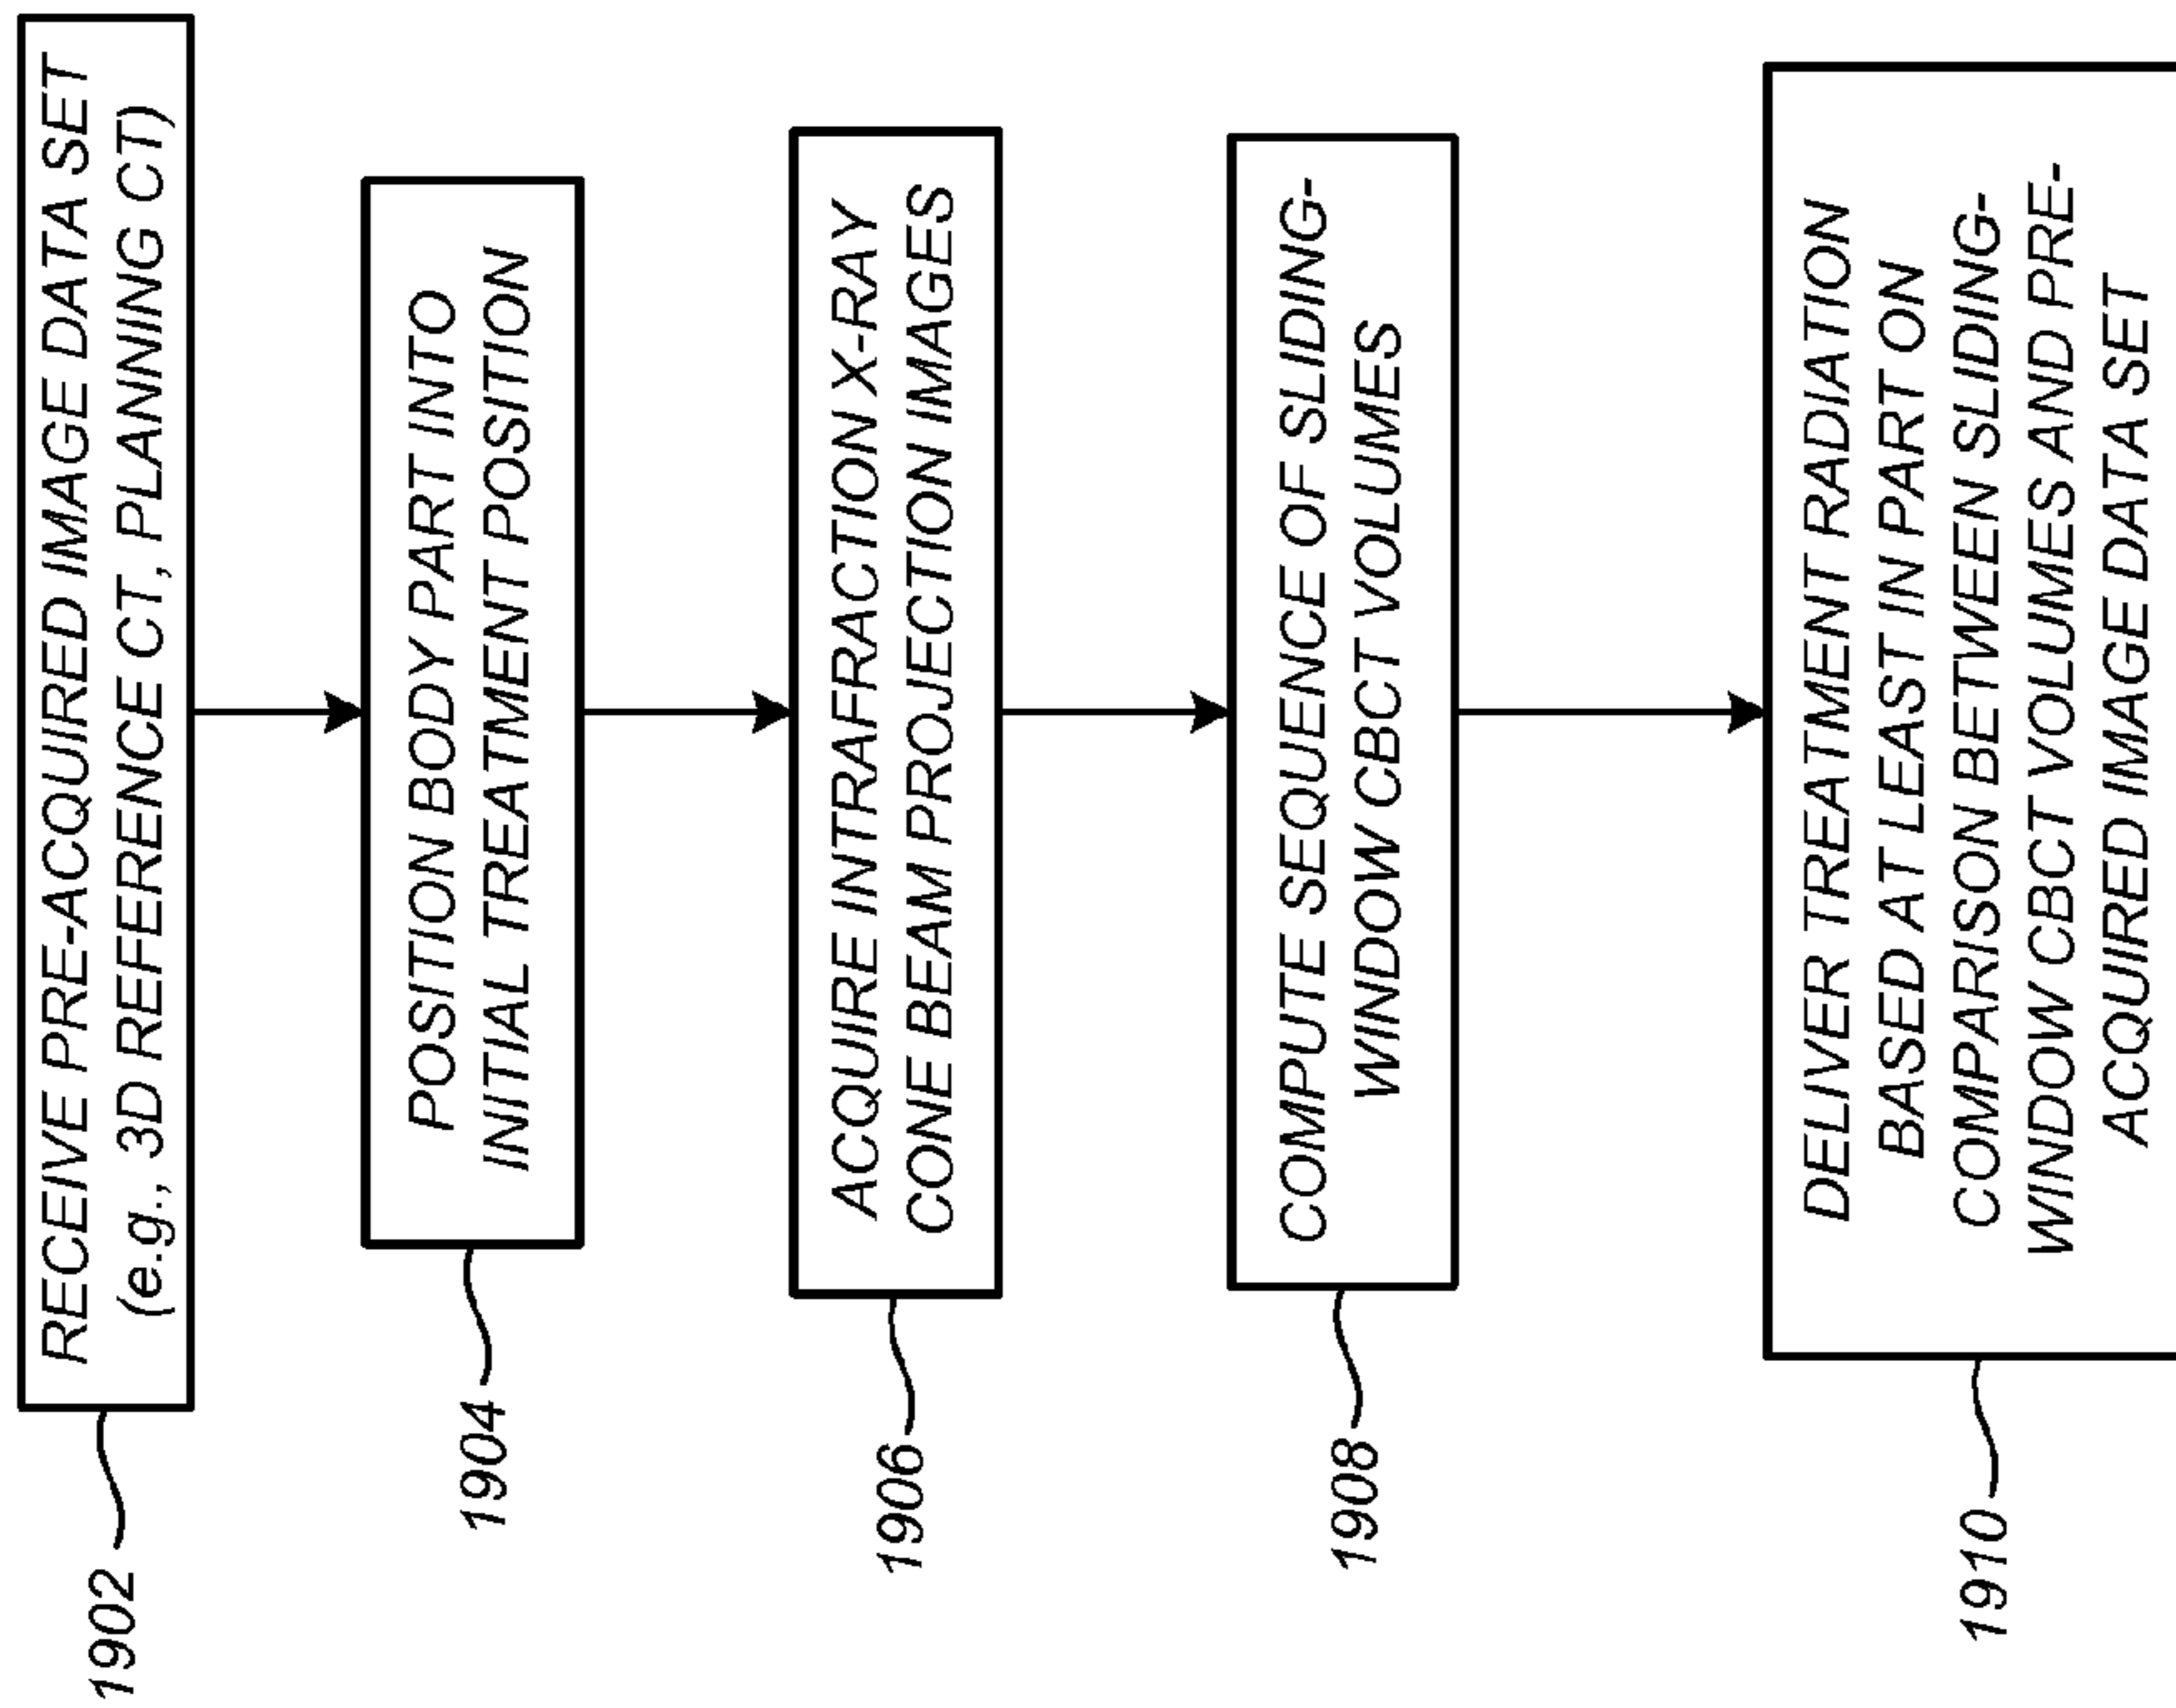 RECEIVE PRE-ACQUIRED IMAGE DATA SET
(e.g., 3D REFERENCE CT, PLANNING CT)
1902
POSITION BODY PART INTO
INITIAL TREATMENT POSITION
1904
ACQUIRE INTRAFRACTION X-RAY
CONE BEAM PROJECTION IMAGES
1906
COMPUTE SEQUENCE OF SLIDING-
WINDOW CBCT VOLUMES
1908
DELIVER TREATMENT RADIATION
BASED AT LEAST IN PART ON
COMPARISON BETWEEN SLIDING-
WINDOW CBCT VOLUMES AND PRE-
ACQUIRED IMAGE DATA SET
1910